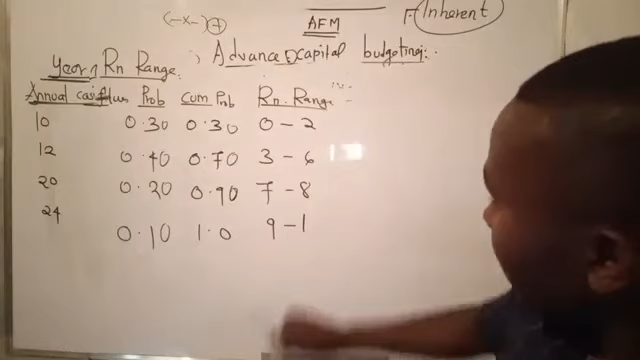 (-x-)(+)
AFM
Inherent
Advance capital budgeting:
Year 1 Rn Range.
Annual casflus Prob Cum Prob Rn. Range
10 0.30 0.30 0-2
12 0.40 0.70 3-6
20 0.20 0.90 7-8
24 0.10 1.0 9-1